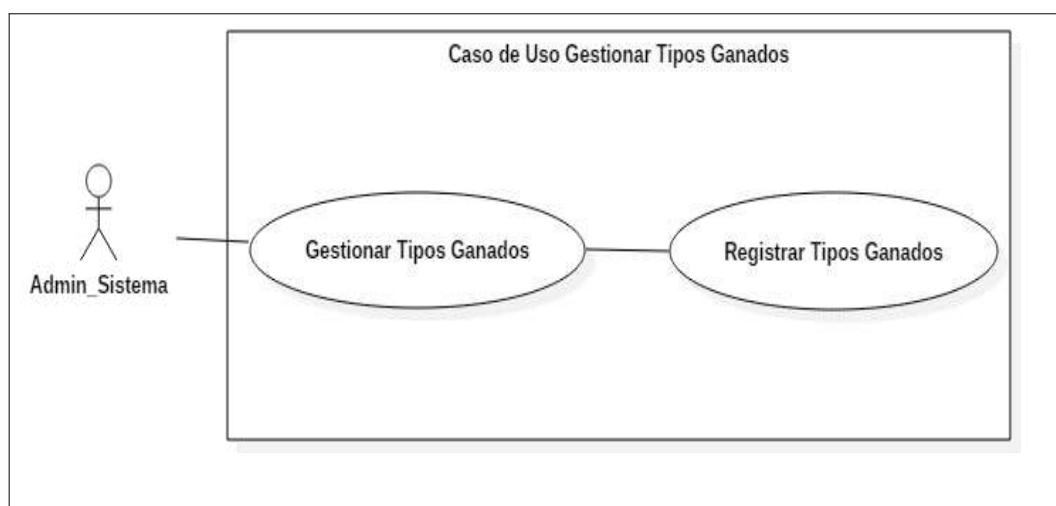 Caso de Uso Gestionar Tipos Ganados
Gestionar Tipos Ganados
Registrar Tipos Ganados
Admin_Sistema